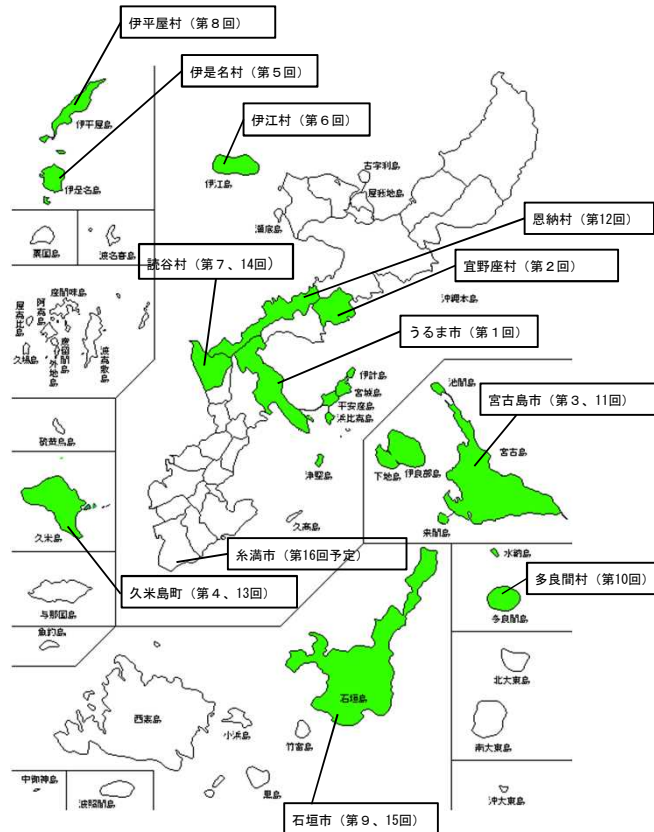 伊平屋村（第８回）
伊是名村（第５回）
伊平屋島
伊江村（第６回）
伊是名島
伊江島
古宇利島
屋我地島
瀬底島
粟国島
渡名喜島
恩納村（第12回）
読谷村（第７、14回）
宜野座村（第２回）
沖縄本島
座間味島
阿嘉島
屋嘉比島
久場島
慶留間島
外地島
渡嘉敷島
うるま市（第１回）
伊計島
宮城島
平安座島
浜比嘉島
池間島
宮古島市（第３、11回）
宮古島
硫黄鳥島
津堅島
下地島
伊良部島
来間島
久高島
久米島
糸満市（第16回予定）
水納島
久米島町（第４、13回）
多良間村（第10回）
多良間島
与那国島
魚釣島
北大東島
西表島
石垣島
小浜島
竹富島
南大東島
中御神島
波照間島
黒島
沖大東島
石垣市（第９、15回）